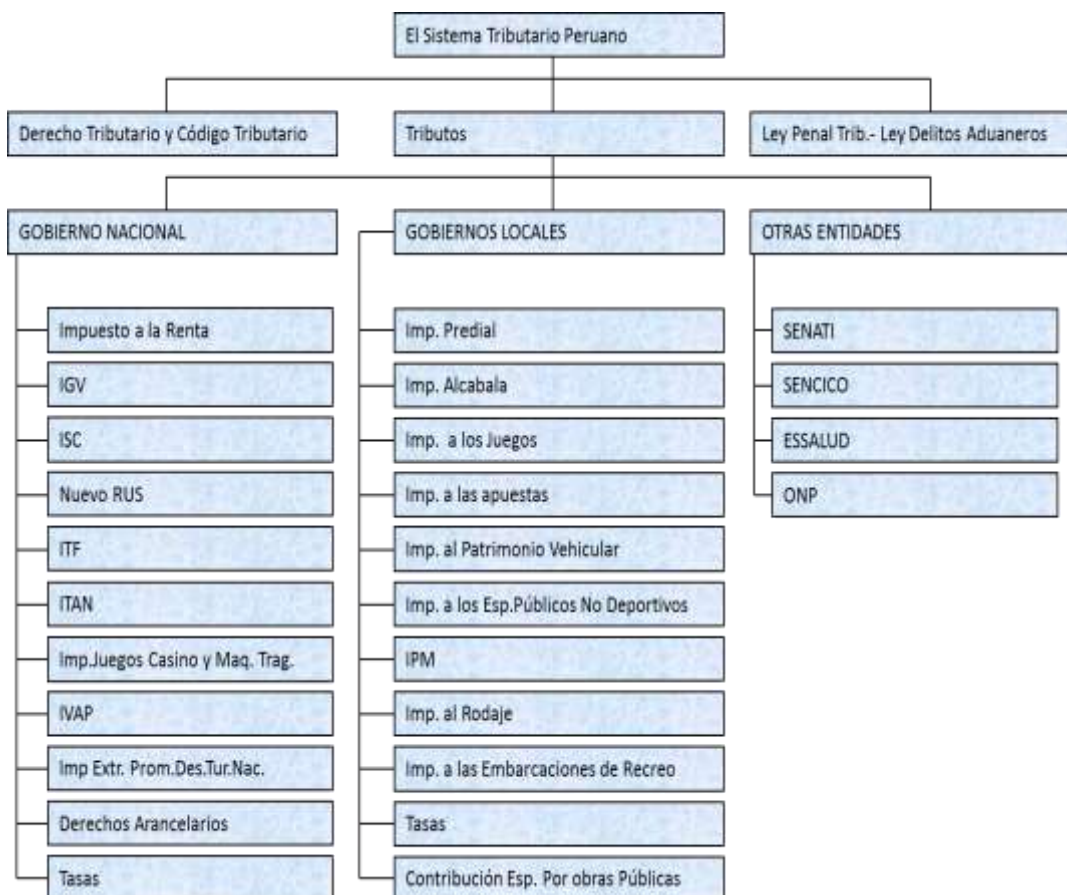 El Sistema Tributario Peruano
Derecho Tributario y Código Tributario
Tributos
Ley Penal Trib.- Ley Delitos Aduaneros
GOBIERNO NACIONAL
Impuesto a la Renta
IGV
ISC
Nuevo RUS
ITF
ITAN
Imp.Juegos Casino y Maq. Trag.
IVAP
Imp Extr. Prom.Des.Tur.Nac.
Derechos Arancelarios
Tasas
GOBIERNOS LOCALES
Imp. Predial
Imp. Alcabala
Imp. a los Juegos
Imp. a las apuestas
Imp. al Patrimonio Vehicular
Imp. a los Esp.Públicos No Deportivos
IPM
Imp. al Rodaje
Imp. a las Embarcaciones de Recreo
Tasas
Contribución Esp. Por obras Públicas
OTRAS ENTIDADES
SENATI
SENCICO
ESSALUD
ONP